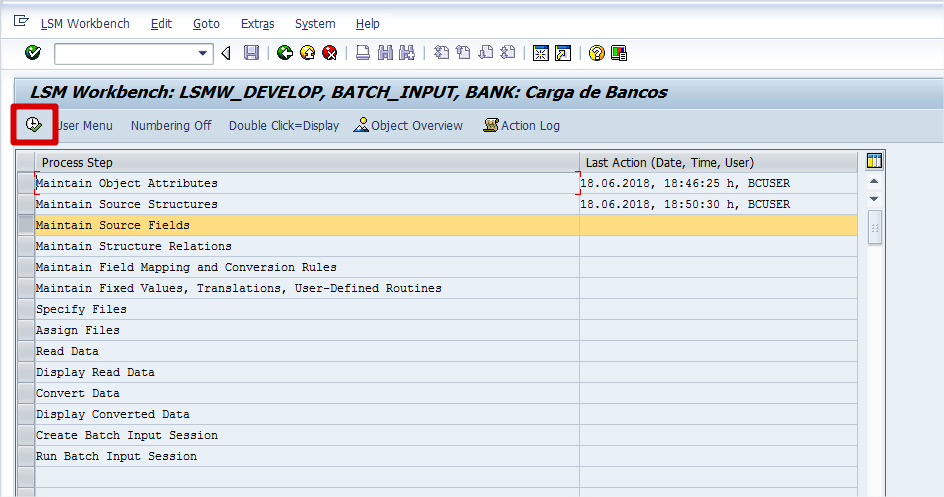 LSM Workbench Edit Goto Extras System Help
LSM Workbench: LSMW_DEVELOP, BATCH_INPUT, BANK: Carga de Bancos
User Menu Numbering Off Double Click=Display Object Overview Action Log
Process Step Last Action (Date, Time, User)
Maintain Object Attributes 18.06.2018, 18:46:25 h, BCUSER
Maintain Source Structures 18.06.2018, 18:50:30 h, BCUSER
Maintain Source Fields
Maintain Structure Relations
Maintain Field Mapping and Conversion Rules
Maintain Fixed Values, Translations, User-Defined Routines
Specify Files
Assign Files
Read Data
Display Read Data
Convert Data
Display Converted Data
Create Batch Input Session
Run Batch Input Session